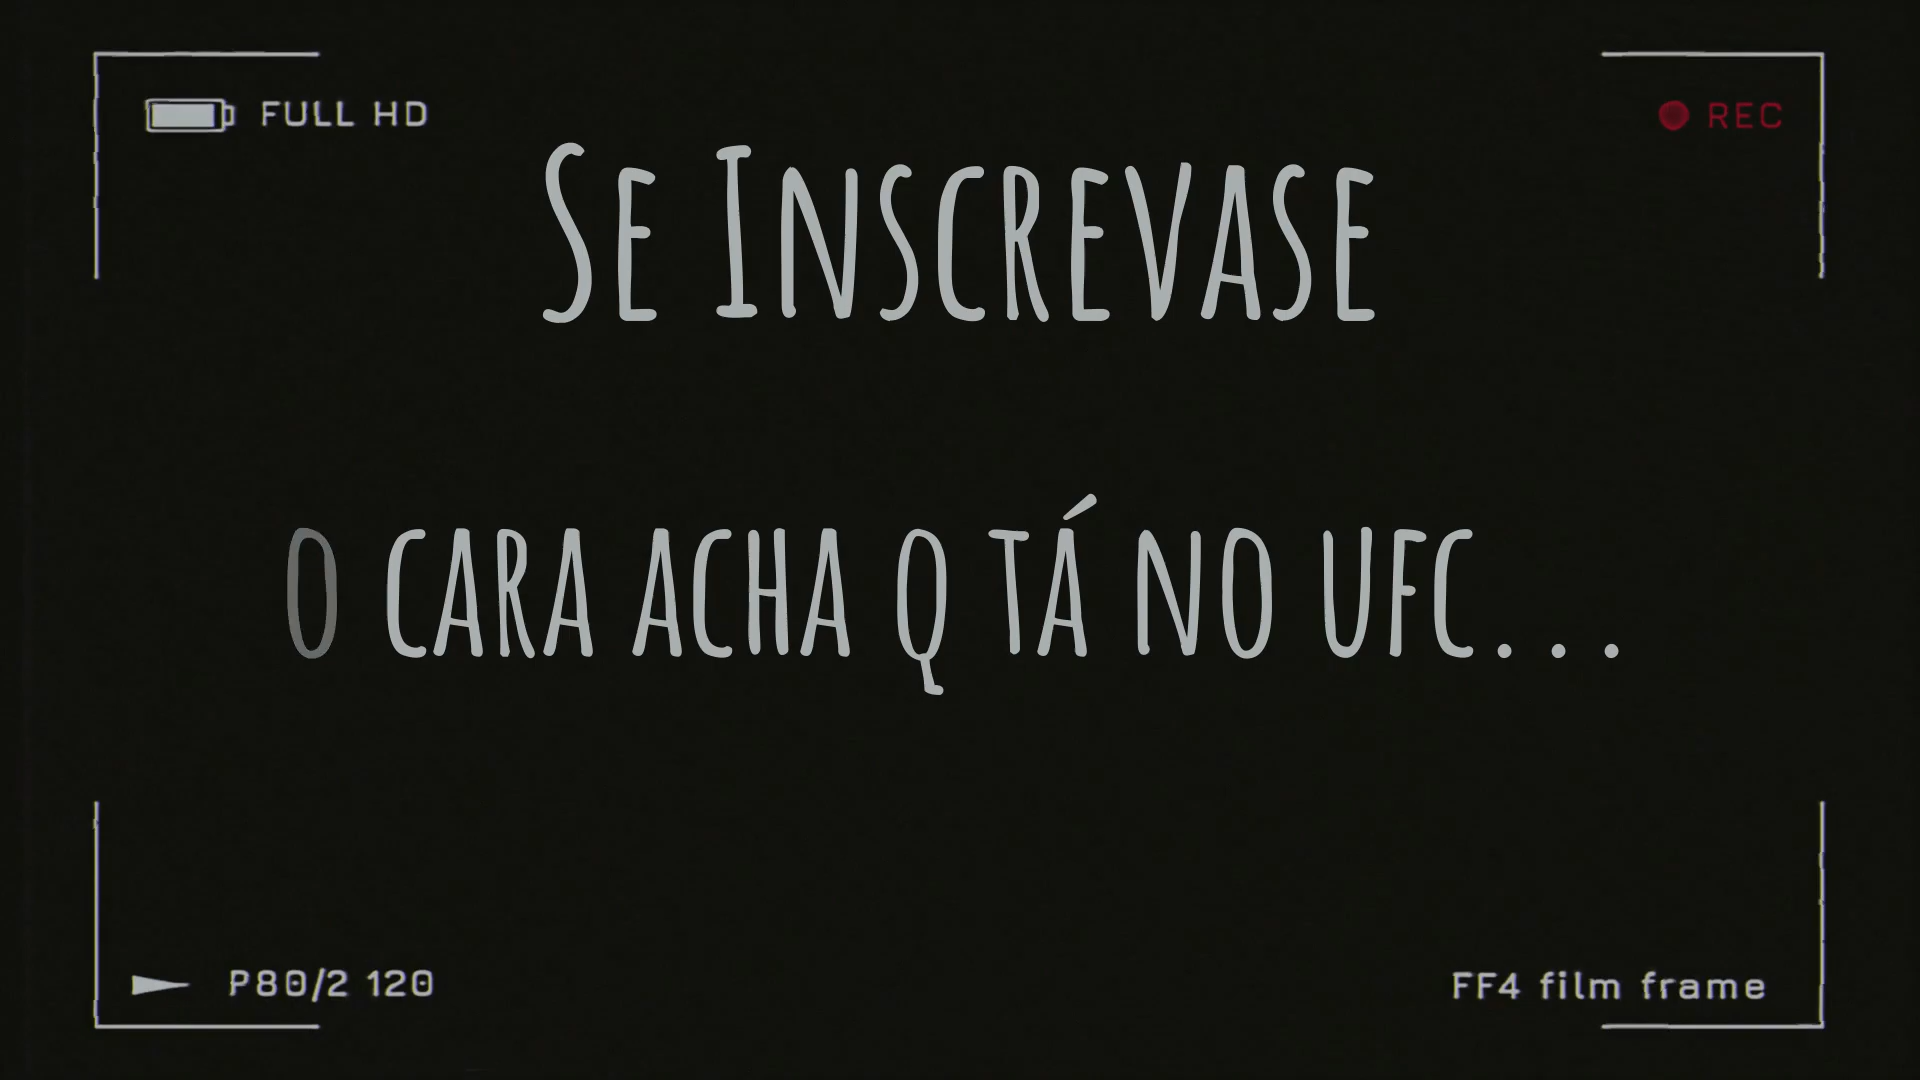 FULL HD
REC
Se Inscrevase
O cara acha q tá no ufc...
P80/2 120
FF4 film frame